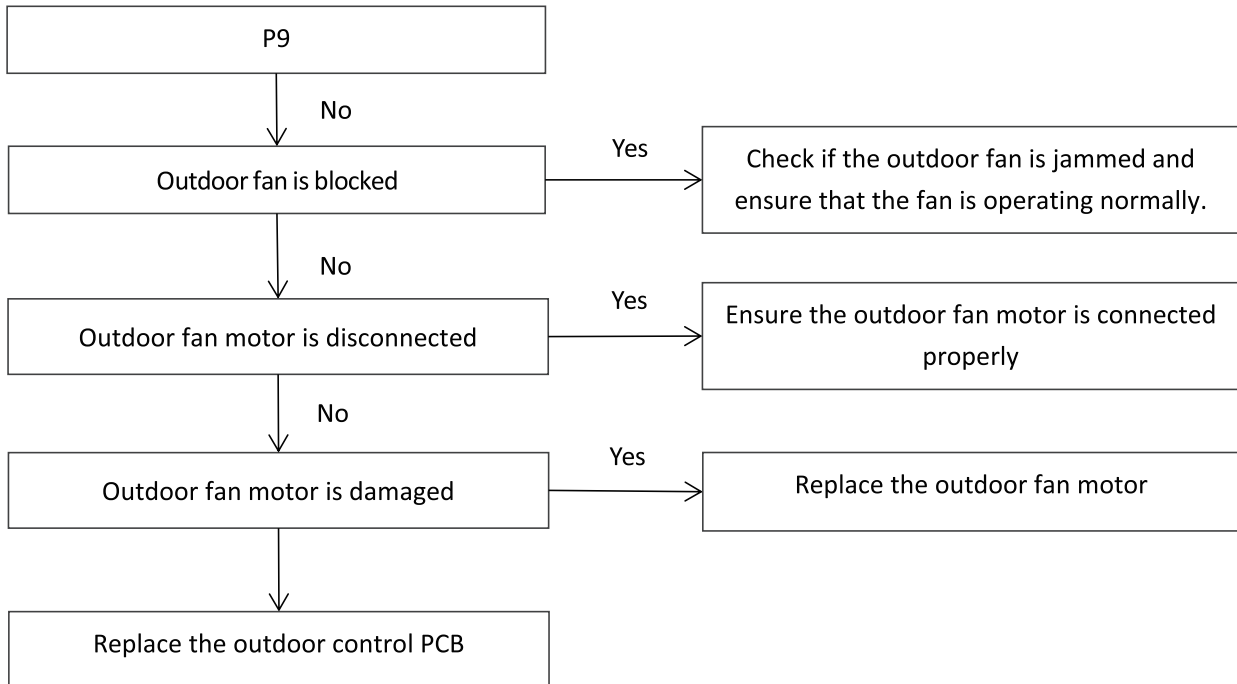 P9
No
Outdoor fan is blocked
Yes
Check if the outdoor fan is jammed and
ensure that the fan is operating normally.
No
Outdoor fan motor is disconnected
Yes
Ensure the outdoor fan motor is connected
properly
No
Outdoor fan motor is damaged
Yes
Replace the outdoor fan motor
Replace the outdoor control PCB